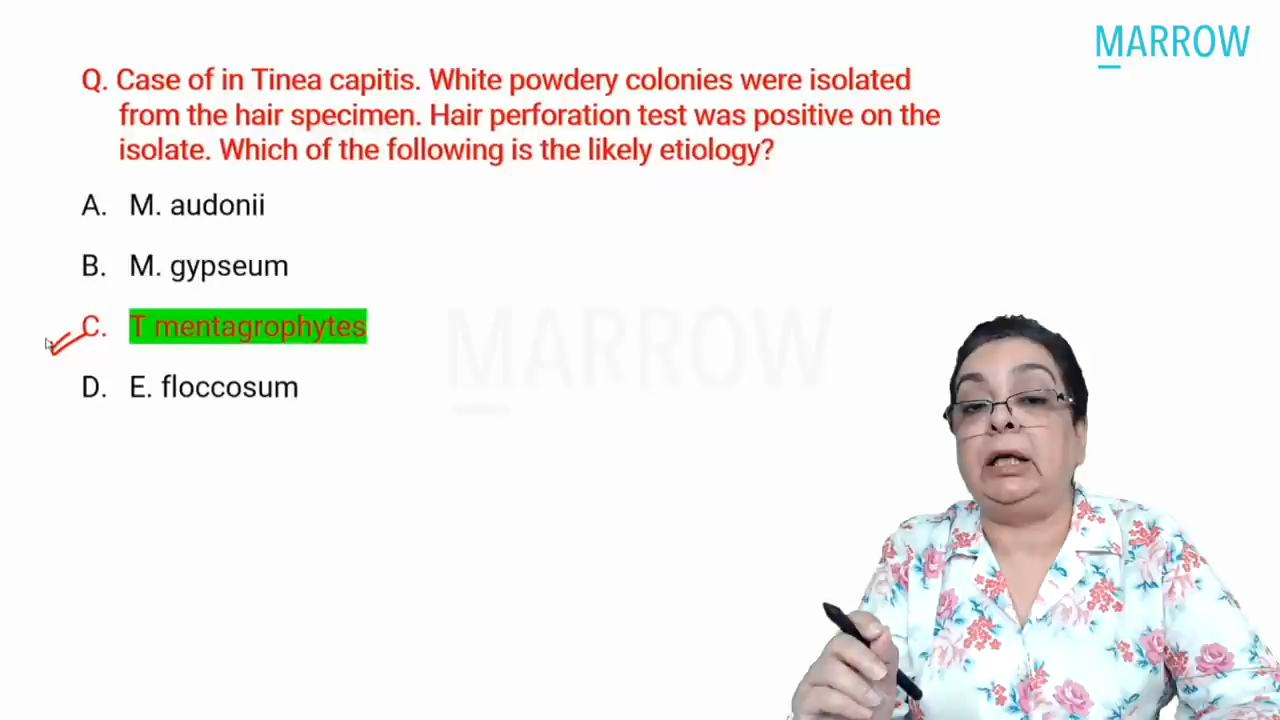 MARROW
Q. Case of in Tinea capitis. White powdery colonies were isolated
from the hair specimen. Hair perforation test was positive on the
isolate. Which of the following is the likely etiology?
A. M. audonii
B. M. gypseum
C. T mentagrophytes
D. E. floccosum
MARROW